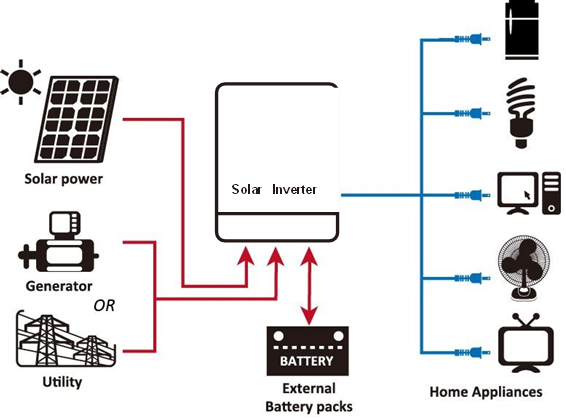 Solar power
Solar Inverter
Generator
OR
Utility
BATTERY
External
Battery packs
Home Appliances